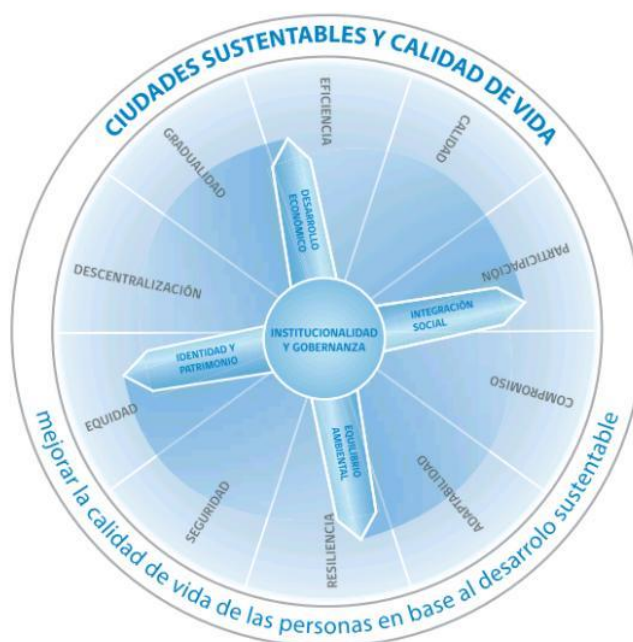 CIUDADES SUSTENTABLES Y CALIDAD DE VIDA
EFICIENCIA
CALIDAD
GRADUALIDAD
PARTICIPACIÓN
DESCENTRALIZACIÓN
DESARROLLO
ECONÓMICO
INTEGRACIÓN
SOCIAL
INSTITUCIONALIDAD
Y GOBERNANZA
IDENTIDAD Y
PATRIMONIO
COMPROMISO
EQUIDAD
EQUILIBRIO
AMBIENTAL
ADAPTABILIDAD
SEGURIDAD
RESILIENCIA
mejorar la calidad de vida de las personas en base al desarrolo sustentable